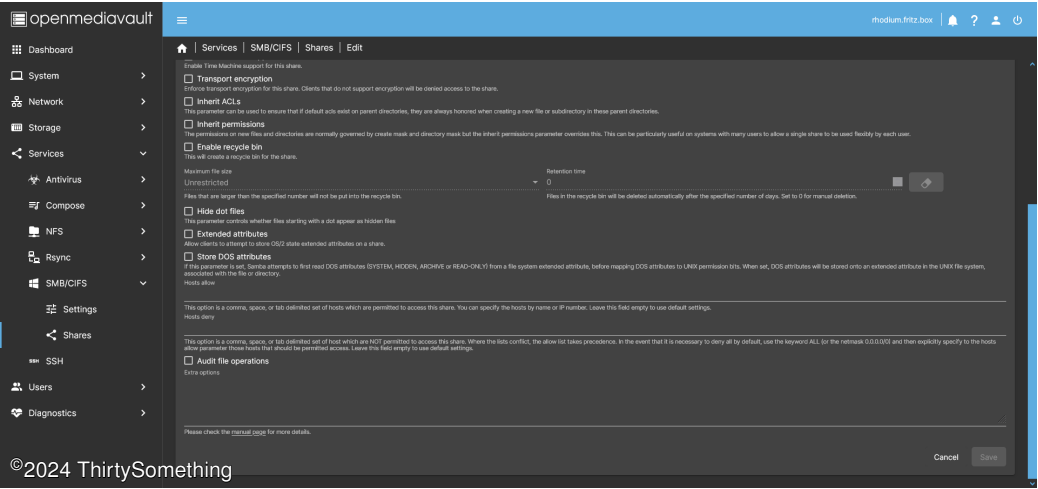 openmediavault
rhodium.fritz.box
Dashboard
System
Network
Storage
Services
Antivirus
Compose
NFS
Rsync
SMB/CIFS
Settings
Shares
SSH SSH
Users
Diagnostics
| Services | SMB/CIFS | Shares | Edit
Enable Time Machine support for this share.
Transport encryption
Enforce transport encryption for this share. Clients that do not support encryption will be denied access to the share.
Inherit ACLs
This parameter can be used to ensure that if default acls exist on parent directories, they are always honored when creating a new file or subdirectory in these parent directories.
Inherit permissions
The permissions on new files and directories are normally governed by create mask and directory mask but the inherit permissions parameter overrides this. This can be particularly useful on systems with many users to allow a single share to be used flexibly by each user.
Enable recycle bin
This will create a recycle bin for the share.
Maximum file size
Unrestricted
Files that are larger than the specified number will not be put into the recycle bin.
Retention time
0
Files in the recycle bin will be deleted automatically after the specified number of days. Set to 0 for manual deletion.
Hide dot files
This parameter controls whether files starting with a dot appear as hidden files
Extended attributes
Allow clients to attempt to store OS/2 state extended attributes on a share.
Store DOS attributes
If this parameter is set, Samba attempts to first read DOS attributes (SYSTEM, HIDDEN, ARCHIVE or READ-ONLY) from a file system extended attribute, before mapping DOS attributes to UNIX permission bits. When set, DOS attributes will be stored onto an extended attribute in the UNIX file system,
associated with the file or directory.
Hosts allow
This option is a comma, space, or tab delimited set of hosts which are permitted to access this share. You can specify the hosts by name or IP number. Leave this field empty to use default settings.
Hosts deny
This option is a comma, space, or tab delimited set of host which are NOT permitted to access this share. Where the lists conflict, the allow list takes precedence. In the event that it is necessary to deny all by default, use the keyword ALL (or the netmask 0.0.0.0/0) and then explicitly specify to the hosts
allow parameter those hosts that should be permitted access. Leave this field empty to use default settings.
Audit file operations
Extra options
Please check the manual page for more details.
Cancel
Save
©2024 ThirtySomething